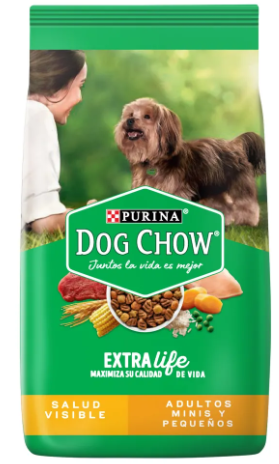 PURINA®
DOG CHOW®
Juntos la vida es mejor
EXTRA life
MAXIMIZA SU CALIDAD DE VIDA
SALUD
VISIBLE
ADULTOS
MINIS Y
PEQUEÑOS